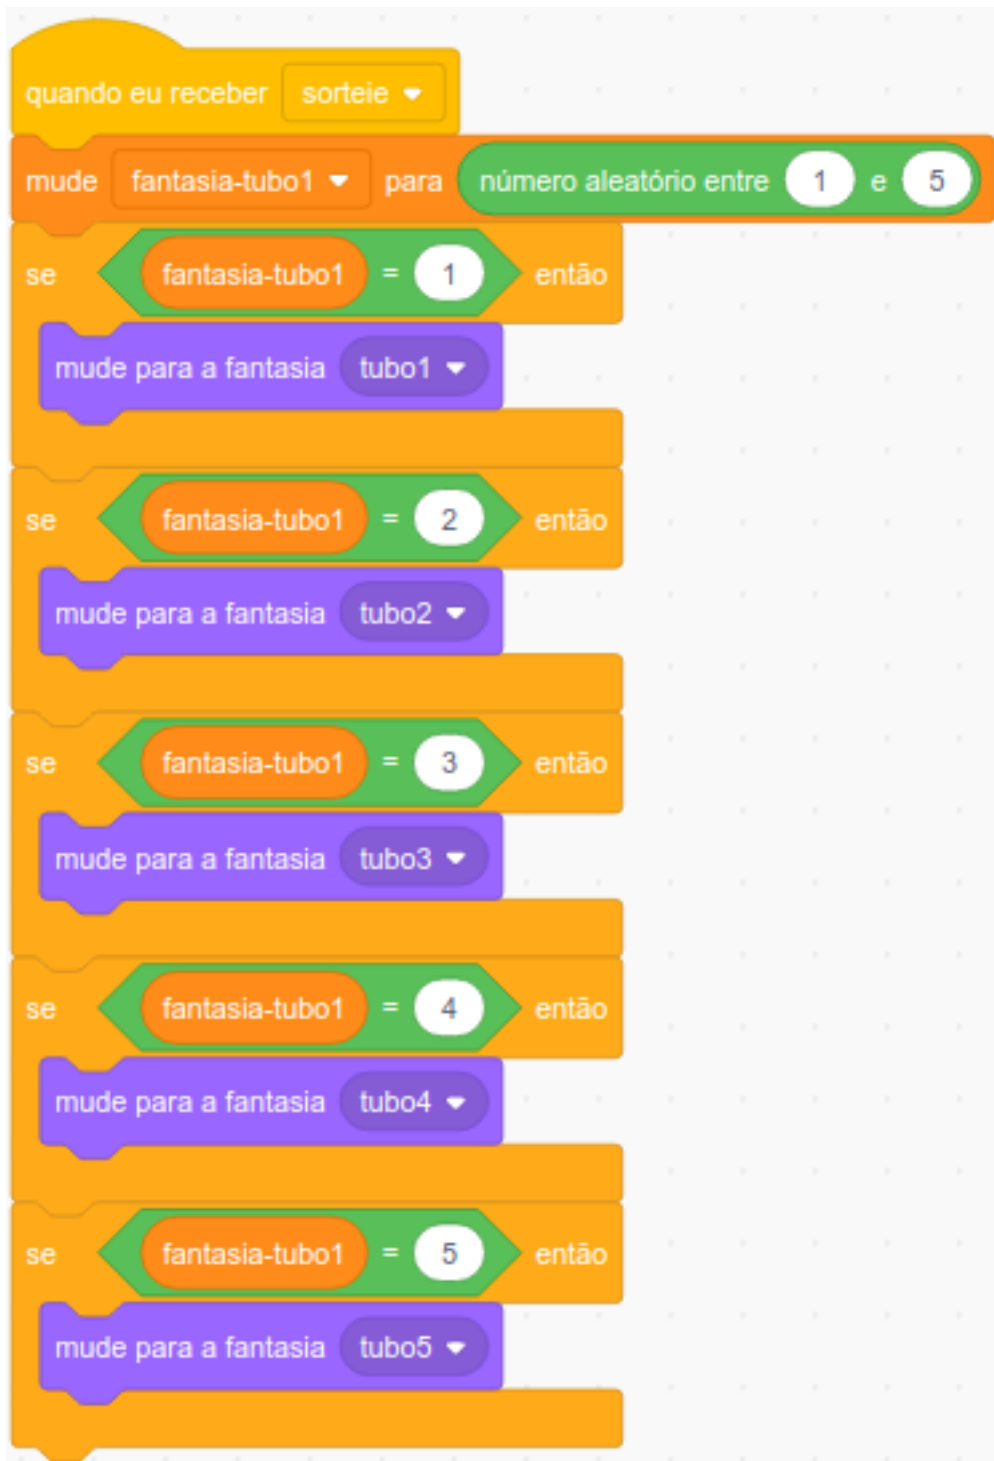 quando eu receber sorteie
mude fantasia-tubo1 para número aleatório entre 1 e 5
se fantasia-tubo1 = 1 então
mude para a fantasia tubo1
se fantasia-tubo1 = 2 então
mude para a fantasia tubo2
se fantasia-tubo1 = 3 então
mude para a fantasia tubo3
se fantasia-tubo1 = 4 então
mude para a fantasia tubo4
se fantasia-tubo1 = 5 então
mude para a fantasia tubo5